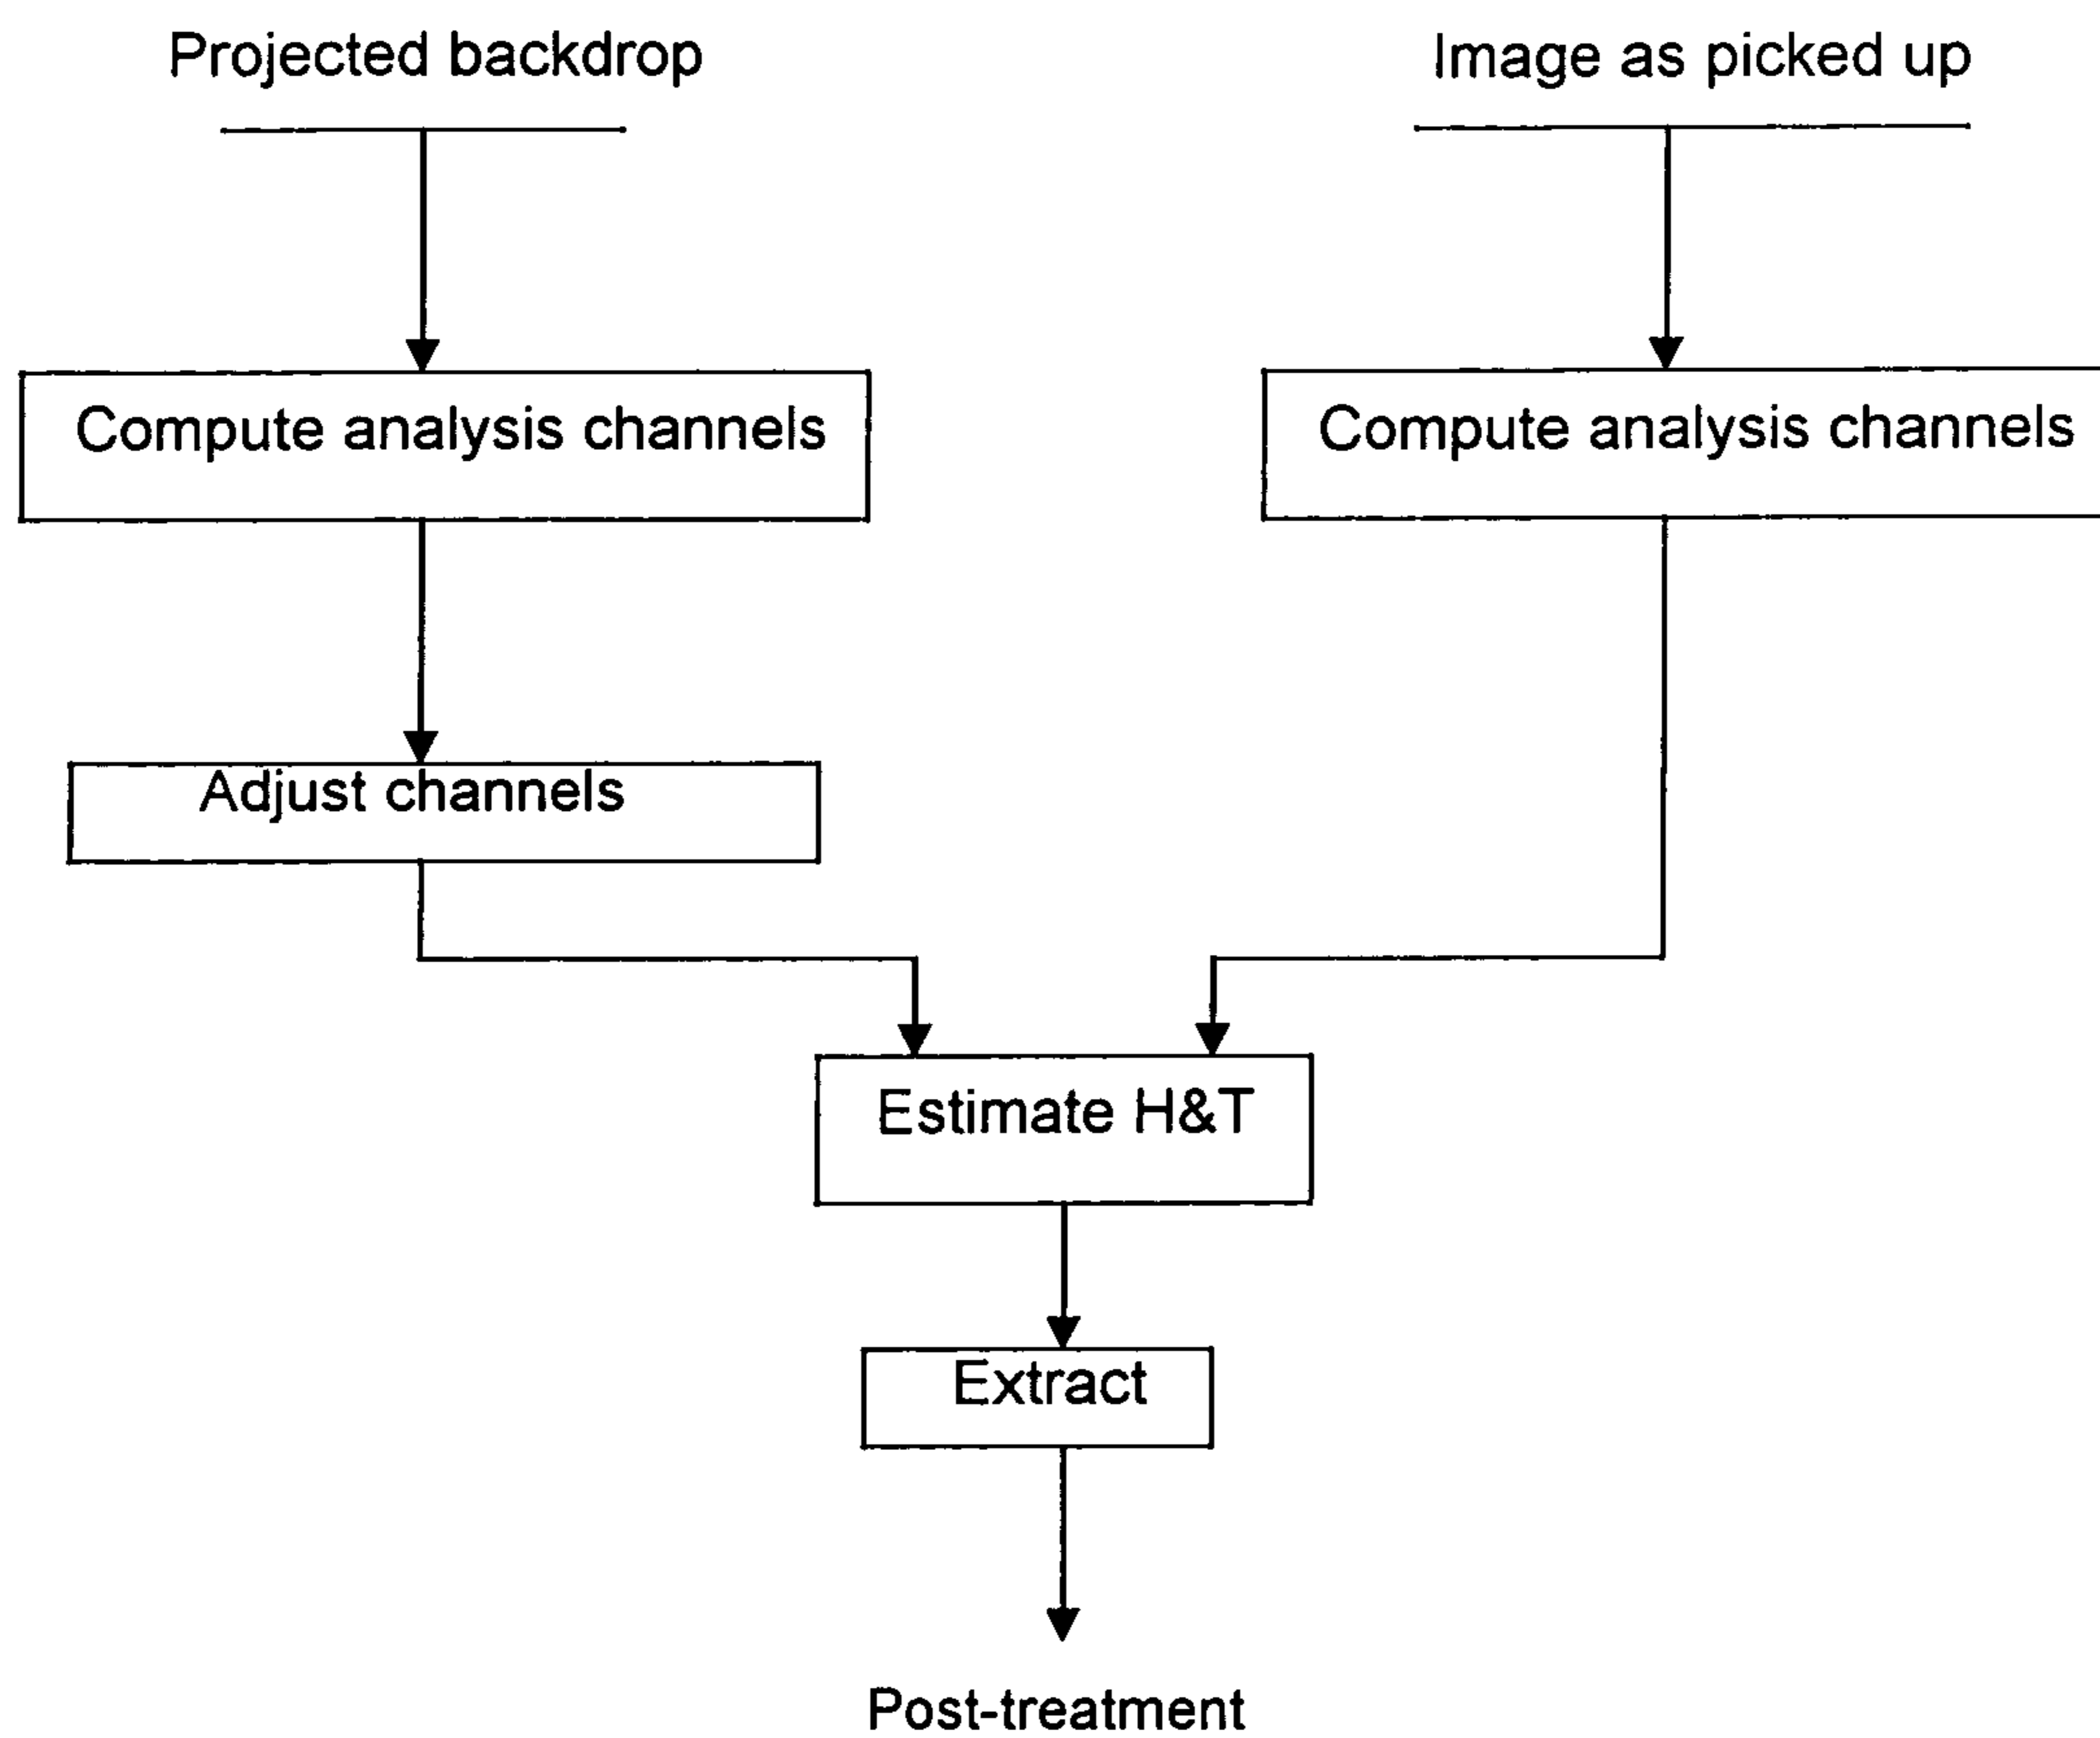 Projected backdrop
Image as picked up
Compute analysis channels
Compute analysis channels
Adjust channels
Estimate H&T
Extract
Post-treatment